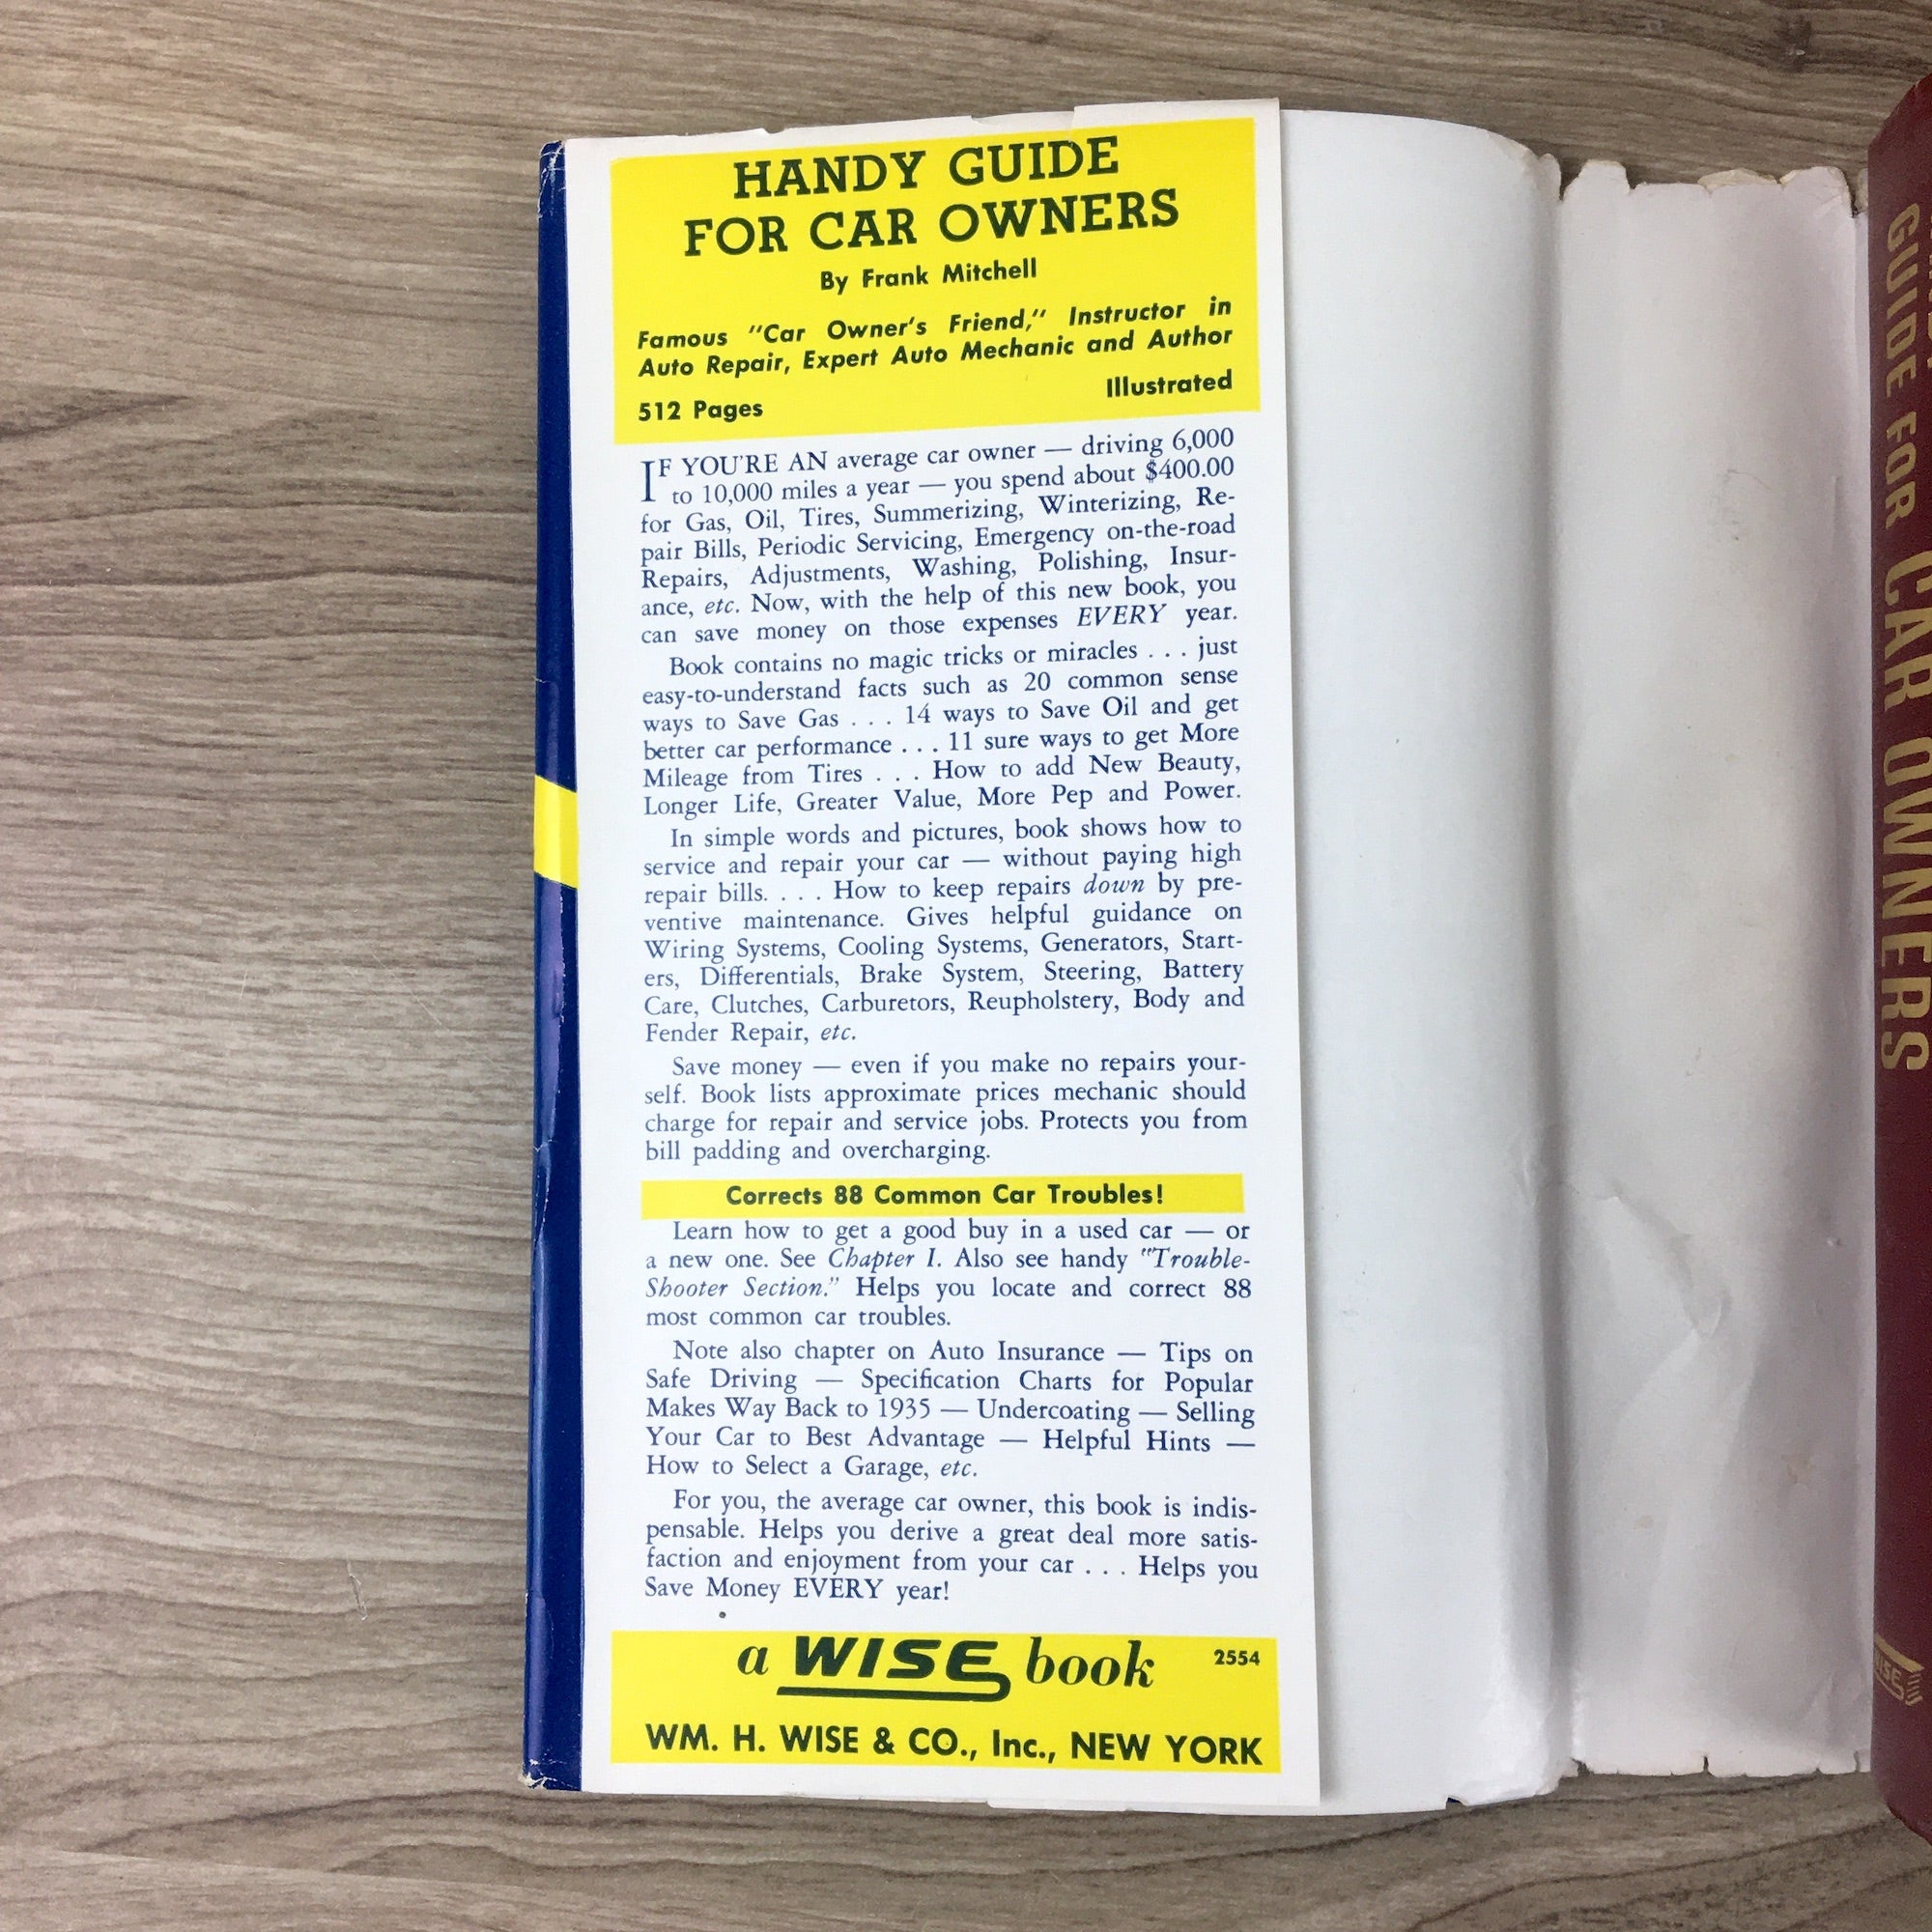 HANDY GUIDE
FOR CAR OWNERS
By Frank Mitchell
Famous "Car Owner's Friend," Instructor in
Auto Repair, Expert Auto Mechanic and Author
512 Pages Illustrated
IF YOU'RE AN average car owner — driving 6,000
to 10,000 miles a year — you spend about $400.00
for Gas, Oil, Tires, Summerizing, Winterizing, Re-
pair Bills, Periodic Servicing, Emergency on-the-road
Repairs, Adjustments, Washing, Polishing, Insur-
ance, etc. Now, with the help of this new book, you
can save money on those expenses EVERY year.
Book contains no magic tricks or miracles . . . just
easy-to-understand facts such as 20 common sense
ways to Save Gas . . . 14 ways to Save Oil and get
better car performance . . . 11 sure ways to get More
Mileage from Tires . . . How to add New Beauty,
Longer Life, Greater Value, More Pep and Power.
In simple words and pictures, book shows how to
service and repair your car — without paying high
repair bills. . . . How to keep repairs down by pre-
ventive maintenance. Gives helpful guidance on
Wiring Systems, Cooling Systems, Generators, Start-
ers, Differentials, Brake System, Steering, Battery
Care, Clutches, Carburetors, Reupholstery, Body and
Fender Repair, etc.
Save money — even if you make no repairs your-
self. Book lists approximate prices mechanic should
charge for repair and service jobs. Protects you from
bill padding and overcharging.
Corrects 88 Common Car Troubles!
Learn how to get a good buy in a used car — or
a new one. See Chapter I. Also see handy "Trouble-
Shooter Section." Helps you locate and correct 88
most common car troubles.
Note also chapter on Auto Insurance — Tips on
Safe Driving — Specification Charts for Popular
Makes Way Back to 1935 — Undercoating — Selling
Your Car to Best Advantage — Helpful Hints —
How to Select a Garage, etc.
For you, the average car owner, this book is indis-
pensable. Helps you derive a great deal more satis-
faction and enjoyment from your car . . . Helps you
Save Money EVERY year!
a WISE book 2554
WM. H. WISE & CO., Inc., NEW YORK
GUIDE FOR CAR OWNERS
WISE